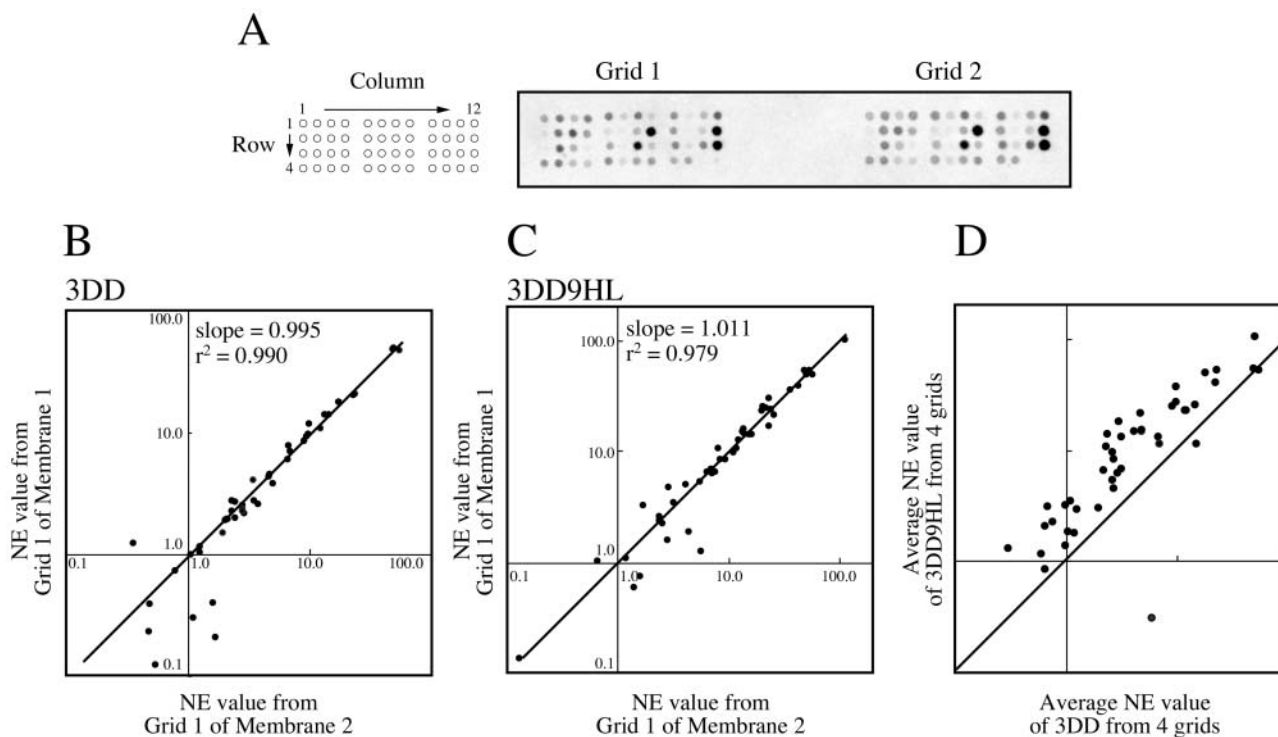 A
Column
1
12
1
Row
4
Grid 1
Grid 2
B
3DD
slope = 0.995
r² = 0.990
100.0
10.0
1.0
0.1
0.1
1.0
10.0
100.0
NE value from
Grid 1 of Membrane 1
NE value from
Grid 1 of Membrane 2
C
3DD9HL
slope = 1.011
r² = 0.979
100.0
10.0
1.0
0.1
0.1
1.0
10.0
100.0
NE value from
Grid 1 of Membrane 1
NE value from
Grid 1 of Membrane 2
D
Average NE value
of 3DD9HL from 4 grids
Average NE value
of 3DD from 4 grids